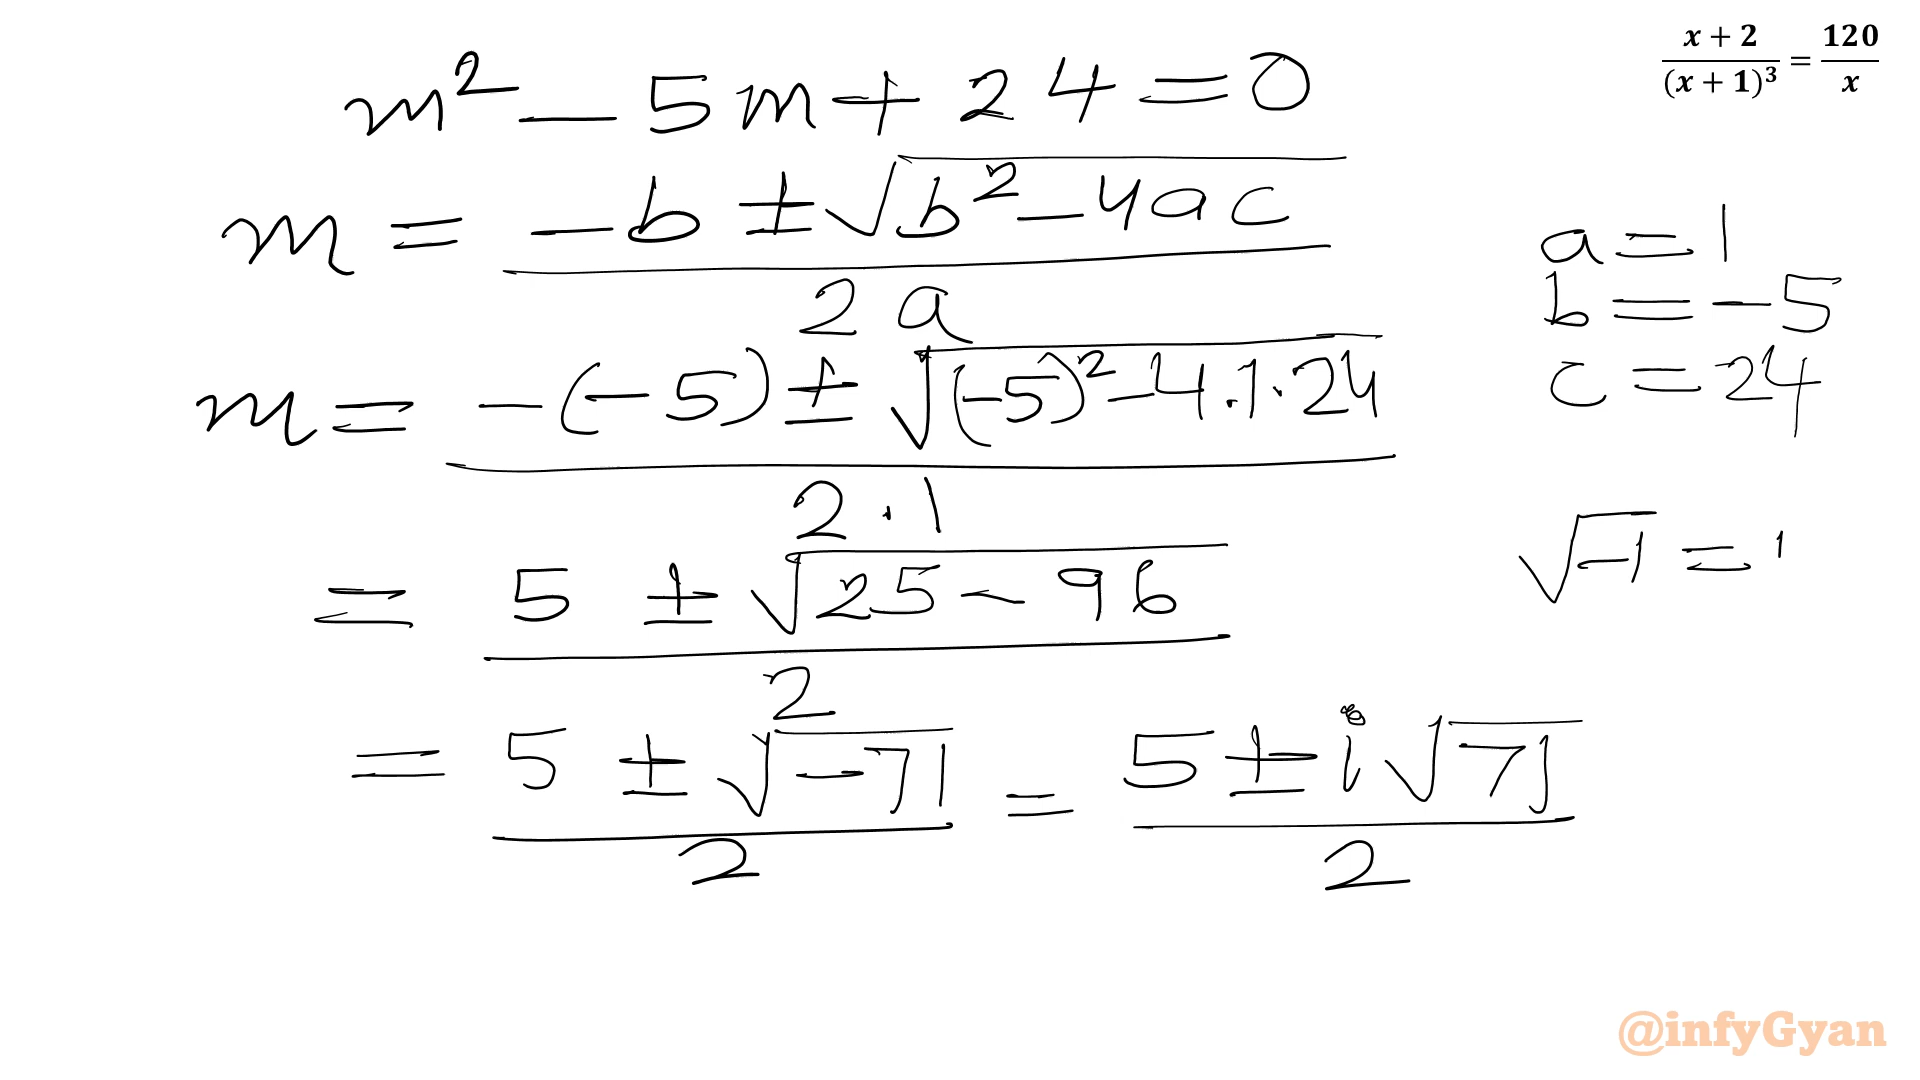 (x + 2)/(x + 1)³ = 120/x
m² - 5m + 24 = 0
m = (-b ± √(b² - 4ac))/(2a)
a = 1
b = -5
c = 24
m = (-(-5) ± √((-5)² - 4.1.24))/(2.1)
√-1 = i
= (5 ± √(25 - 96))/2
= (5 ± √-71)/2 = (5 ± i√71)/2
@infyGyan